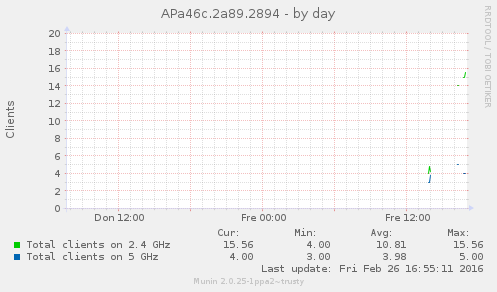 APa46c.2a89.2894 - by day
RRDTOOL / TOBI OETIKER
Clients
20
18
16
14
12
10
8
6
4
2
0
Don 12:00 Fre 00:00 Fre 12:00
Cur: Min: Avg: Max:
Total clients on 2.4 GHz 15.56 4.00 10.81 15.56
Total clients on 5 GHz 4.00 3.00 3.98 5.00
Last update: Fri Feb 26 16:55:11 2016
Munin 2.0.25-1ppa2~trusty